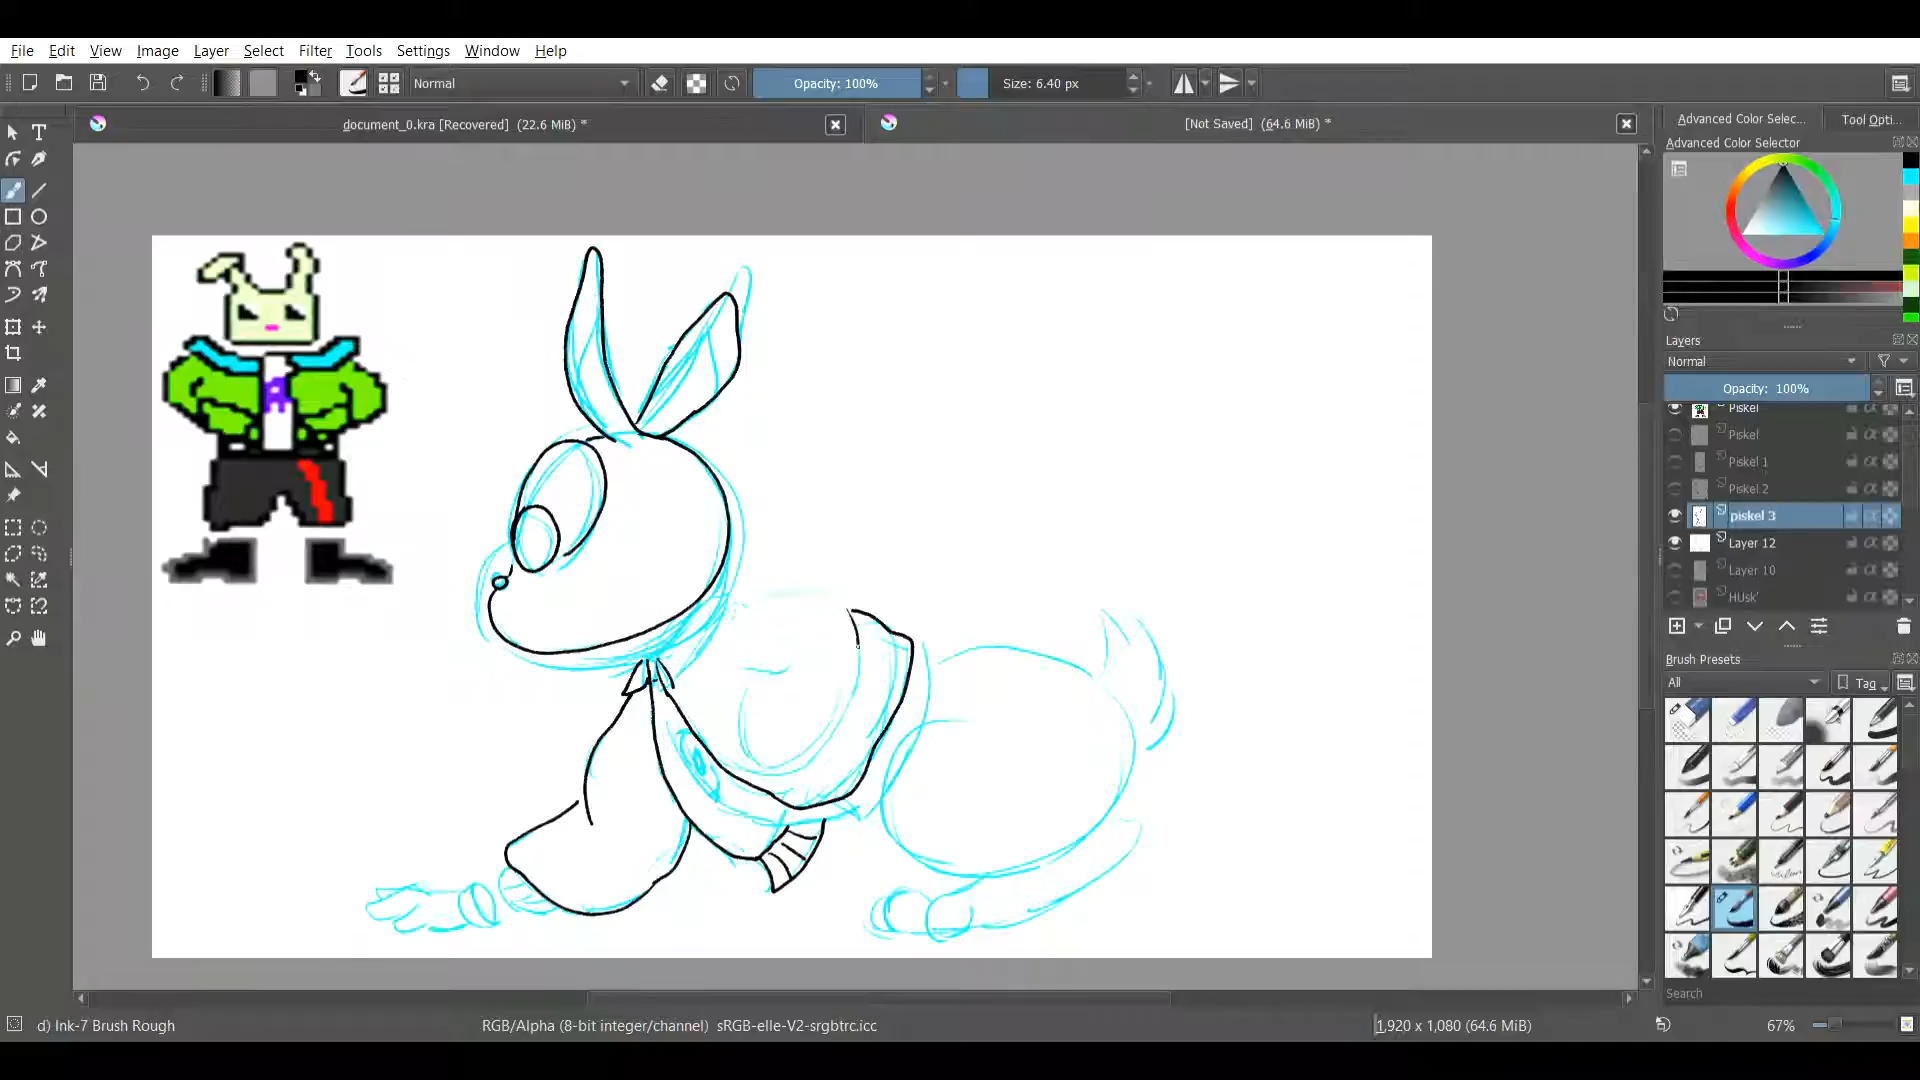 File Edit View Image Layer Select Filter Tools Settings Window Help
Normal Opacity: 100% Size: 6.40 px
document_0.kra [Recovered] (22.6 MiB) *
[Not Saved] (64.6 MiB) *
Advanced Color Selec... Tool Opti...
Advanced Color Selector
Layers
Normal
Opacity: 100%
Piskel
Piskel
Piskel 1
Piskel 2
piskel 3
Layer 12
Layer 10
HUsk'
Brush Presets
All Tag
Search
d) Ink-7 Brush Rough
RGB/Alpha (8-bit integer/channel) sRGB-elle-V2-srgbtrc.icc
1,920 x 1,080 (64.6 MiB)
67%